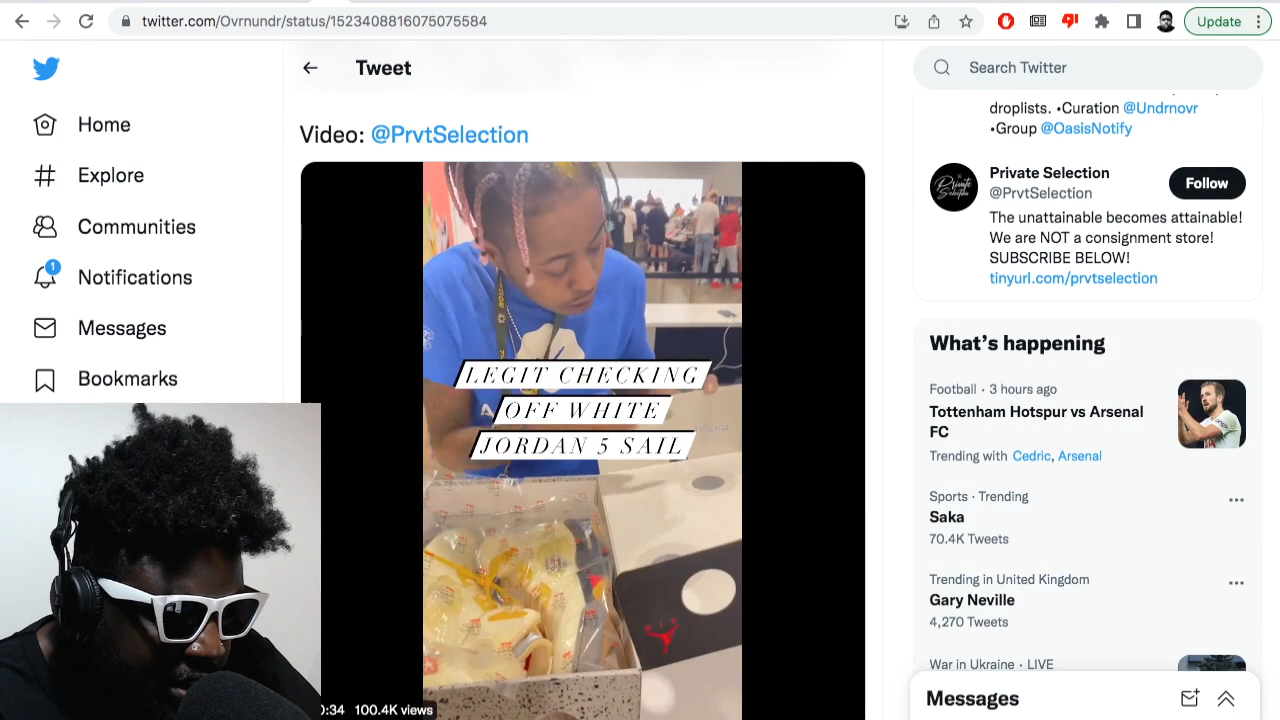 twitter.com/Ovrnundr/status/1523408816075075584
Update
Tweet
Search Twitter
Home
Explore
Communities
1
Notifications
Messages
Bookmarks
Video: @PrvtSelection
LEGIT CHECKING
OFF WHITE
JORDAN 5 SAIL
0:34 100.4K views
droplists. •Curation @Undrnovr
•Group @OasisNotify
Private Selection
@PrvtSelection
Follow
The unattainable becomes attainable!
We are NOT a consignment store!
SUBSCRIBE BELOW!
tinyurl.com/prvtselection
Private
Selection
What's happening
Football · 3 hours ago
Tottenham Hotspur vs Arsenal
FC
Trending with Cedric, Arsenal
Sports · Trending
Saka
70.4K Tweets
Trending in United Kingdom
Gary Neville
4,270 Tweets
War in Ukraine · LIVE
Messages